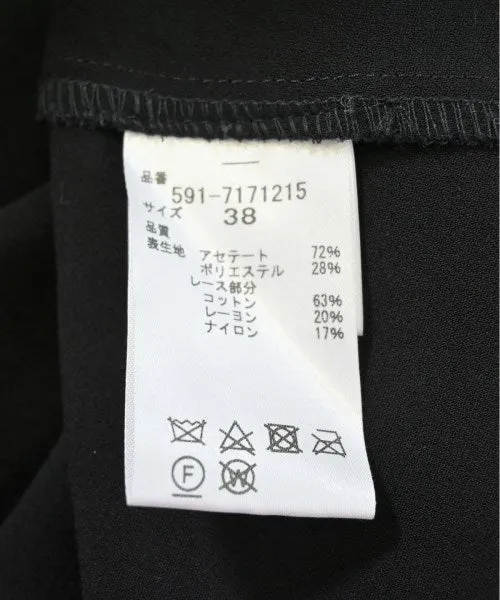 品番
591-7171215
サイズ
38
品質
表生地
アセテート 72%
ポリエステル 28%
レース部分
コットン 63%
レーヨン 20%
ナイロン 17%
F
W